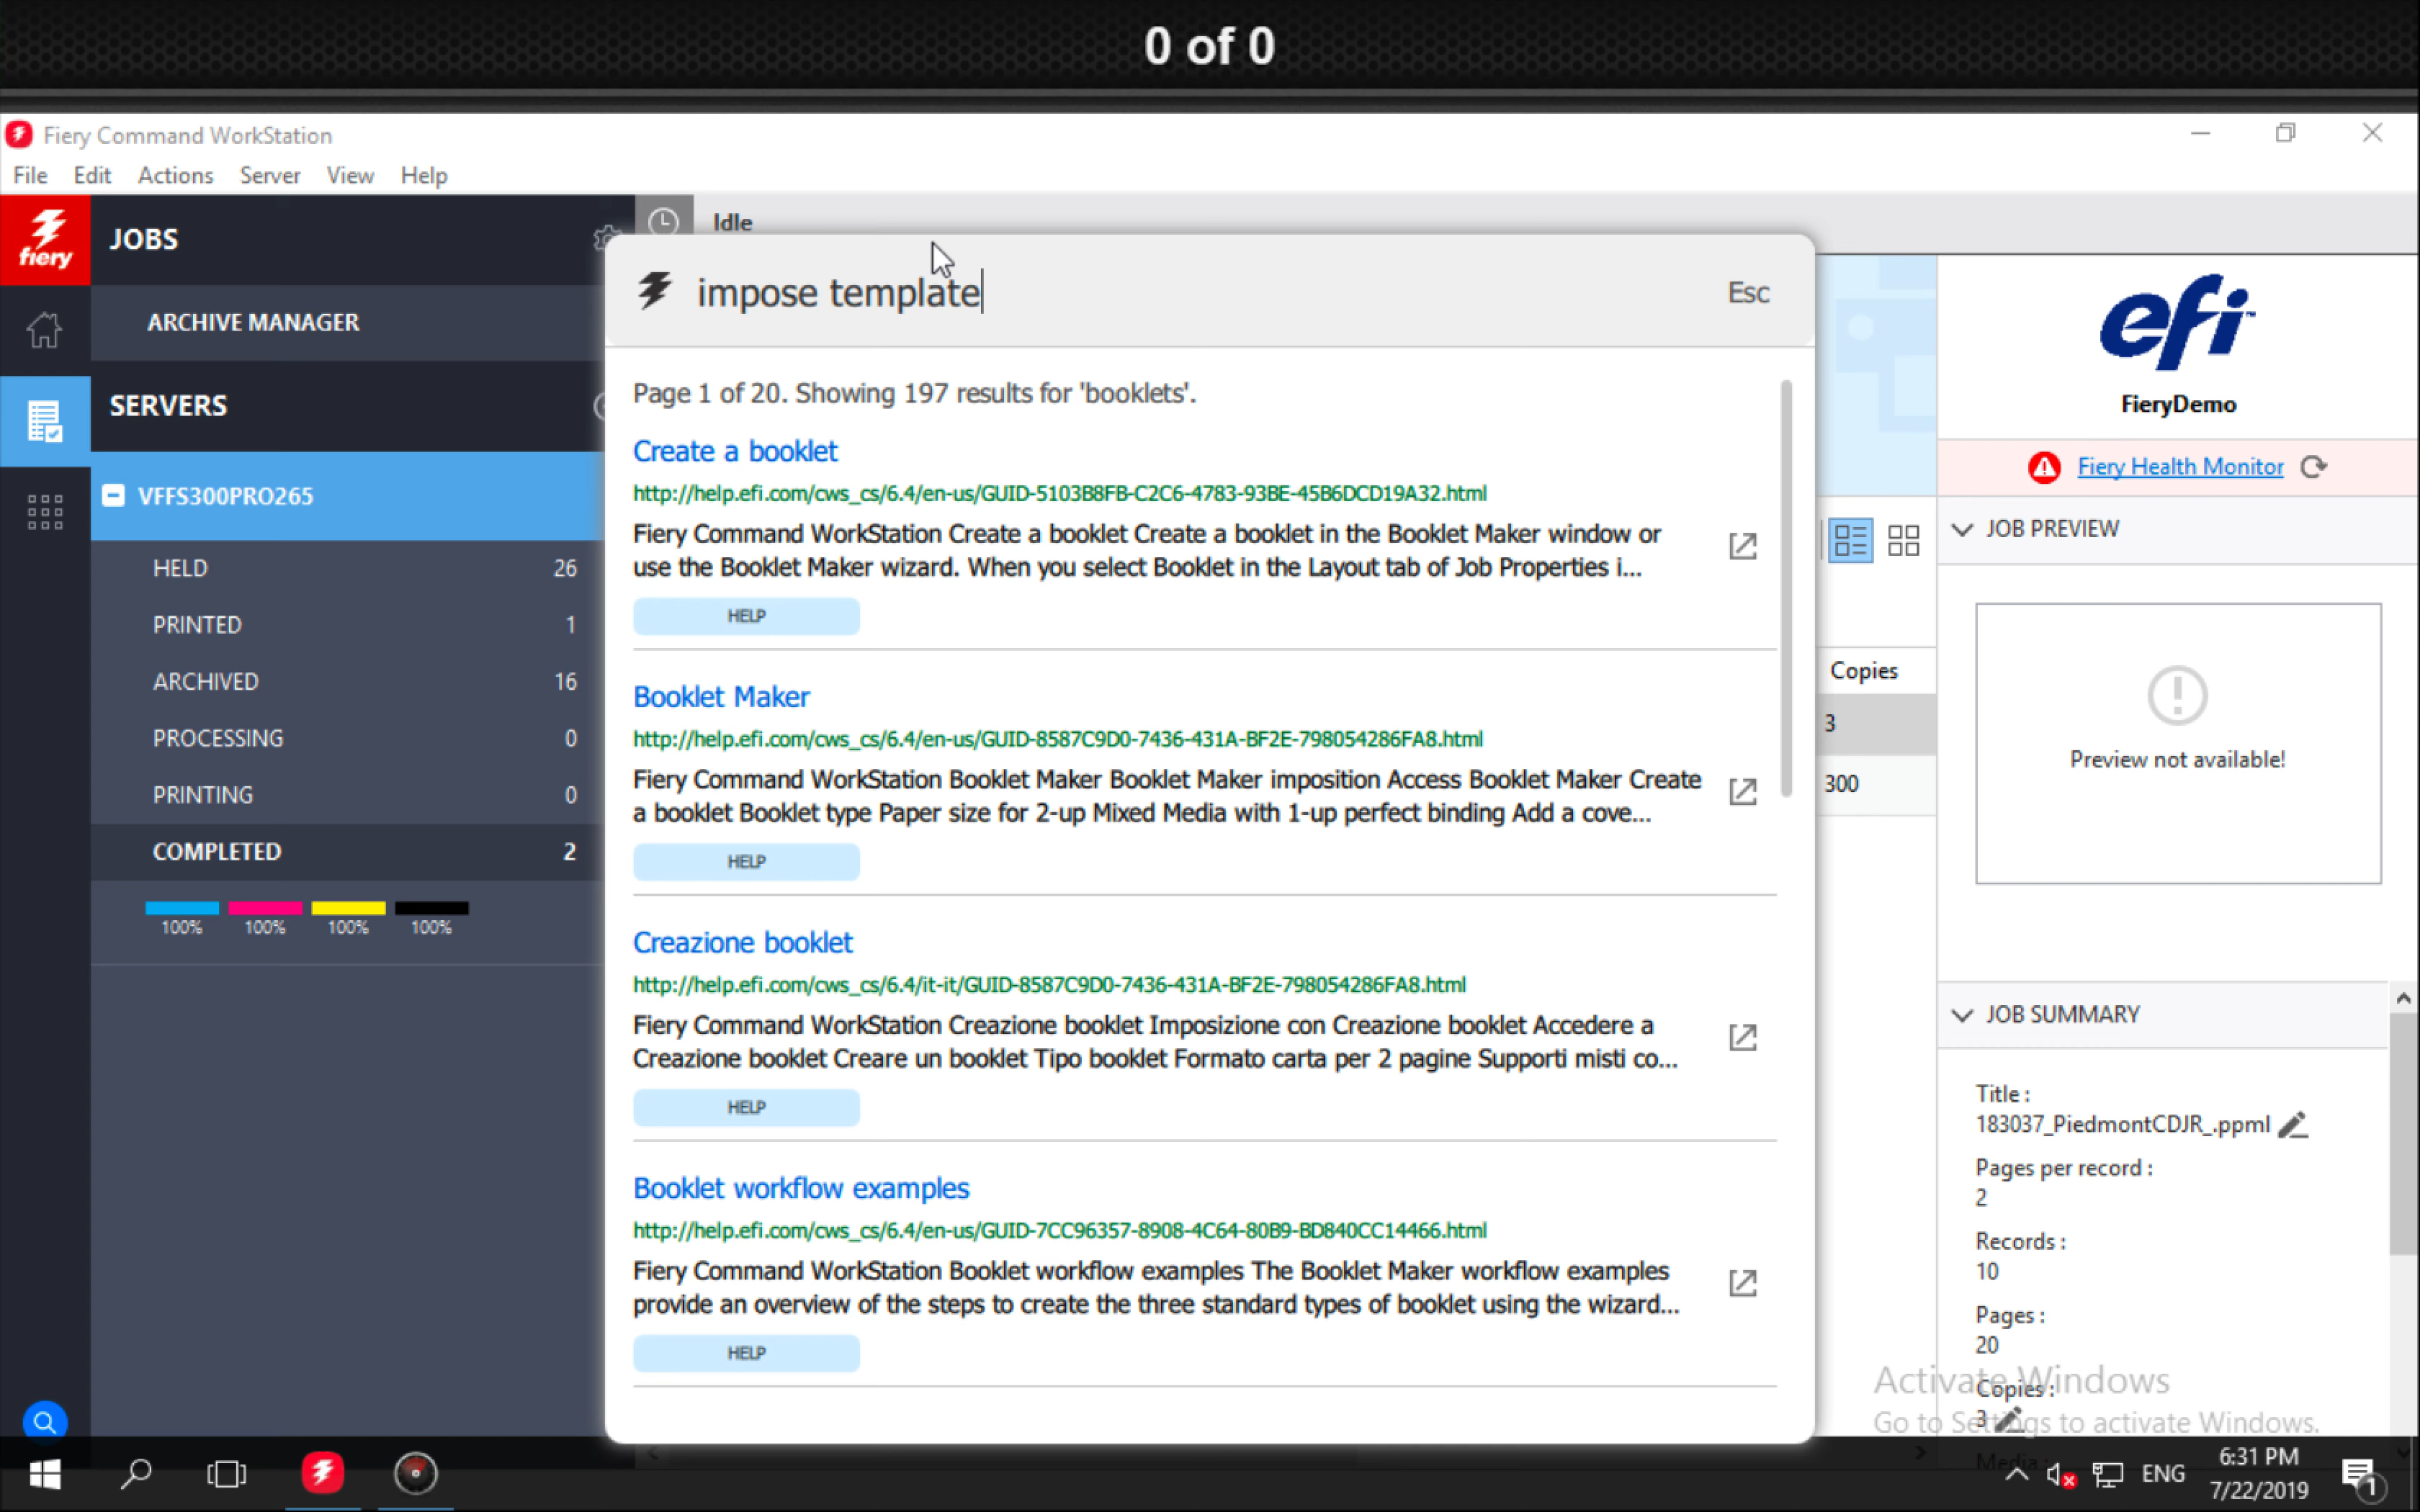 0 of 0
Fiery Command WorkStation
File Edit Actions Server View Help
fiery
JOBS
ARCHIVE MANAGER
SERVERS
VFFS300PRO265
HELD 26
PRINTED 1
ARCHIVED 16
PROCESSING 0
PRINTING 0
COMPLETED 2
100% 100% 100% 100%
Idle
impose template
Esc
Page 1 of 20. Showing 197 results for 'booklets'.
Create a booklet
http://help.efi.com/cws_cs/6.4/en-us/GUID-5103B8FB-C2C6-4783-93BE-45B6DCD19A32.html
Fiery Command WorkStation Create a booklet Create a booklet in the Booklet Maker window or
use the Booklet Maker wizard. When you select Booklet in the Layout tab of Job Properties i...
HELP
Booklet Maker
http://help.efi.com/cws_cs/6.4/en-us/GUID-8587C9D0-7436-431A-BF2E-798054286FA8.html
Fiery Command WorkStation Booklet Maker Booklet Maker imposition Access Booklet Maker Create
a booklet Booklet type Paper size for 2-up Mixed Media with 1-up perfect binding Add a cove...
HELP
Creazione booklet
http://help.efi.com/cws_cs/6.4/it-it/GUID-8587C9D0-7436-431A-BF2E-798054286FA8.html
Fiery Command WorkStation Creazione booklet Imposizione con Creazione booklet Accedere a
Creazione booklet Creare un booklet Tipo booklet Formato carta per 2 pagine Supporti misti co...
HELP
Booklet workflow examples
http://help.efi.com/cws_cs/6.4/en-us/GUID-7CC96357-8908-4C64-80B9-BD840CC14466.html
Fiery Command WorkStation Booklet workflow examples The Booklet Maker workflow examples
provide an overview of the steps to create the three standard types of booklet using the wizard...
HELP
Copies
3
300
efi
FieryDemo
Fiery Health Monitor
JOB PREVIEW
Preview not available!
JOB SUMMARY
Title :
183037_PiedmontCDJR_.ppml
Pages per record :
2
Records :
10
Pages :
20
Copies :
3
Media
Activate Windows
Go to Settings to activate Windows.
ENG
6:31 PM
7/22/2019
1